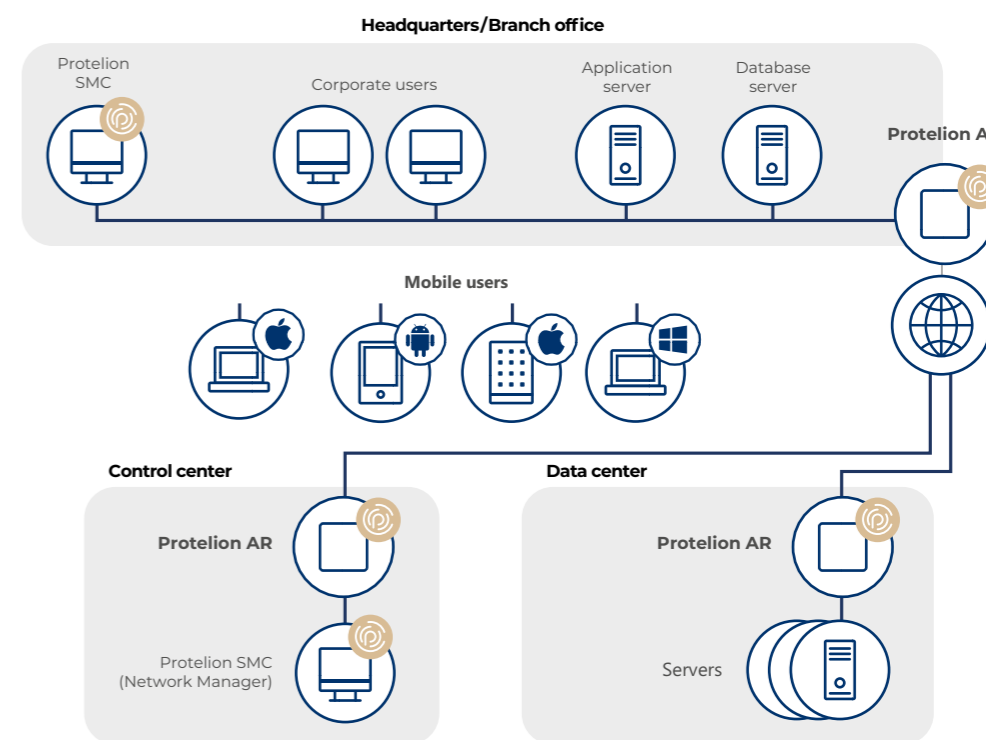 Headquarters/Branch office
Protelion
SMC
Corporate users
Application
server
Database
server
Protelion A
Mobile users
Control center
Data center
Protelion AR
Protelion AR
Protelion SMC
(Network Manager)
Servers